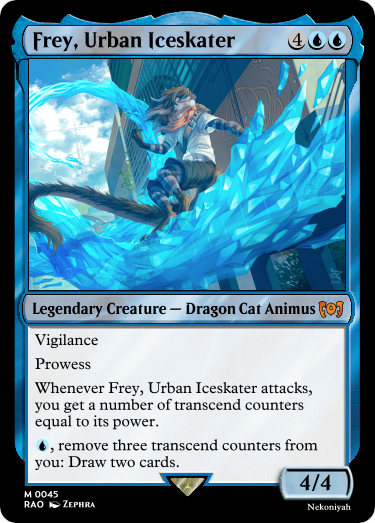 Frey, Urban Iceskater 4
Legendary Creature — Dragon Cat Animus
Vigilance
Prowess
Whenever Frey, Urban Iceskater attacks,
you get a number of transcend counters
equal to its power.
, remove three transcend counters from
you: Draw two cards.
4/4
M 0045
RAO Zephra
Nekoniyah